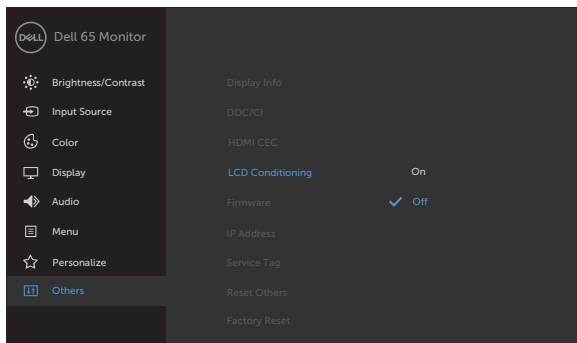 DELL Dell 65 Monitor
Brightness/Contrast Display Info
Input Source DDC/CI
Color HDMI CEC
Display LCD Conditioning On
Audio Firmware Off
Menu IP Address
Personalize Service Tag
Others Reset Others
Factory Reset